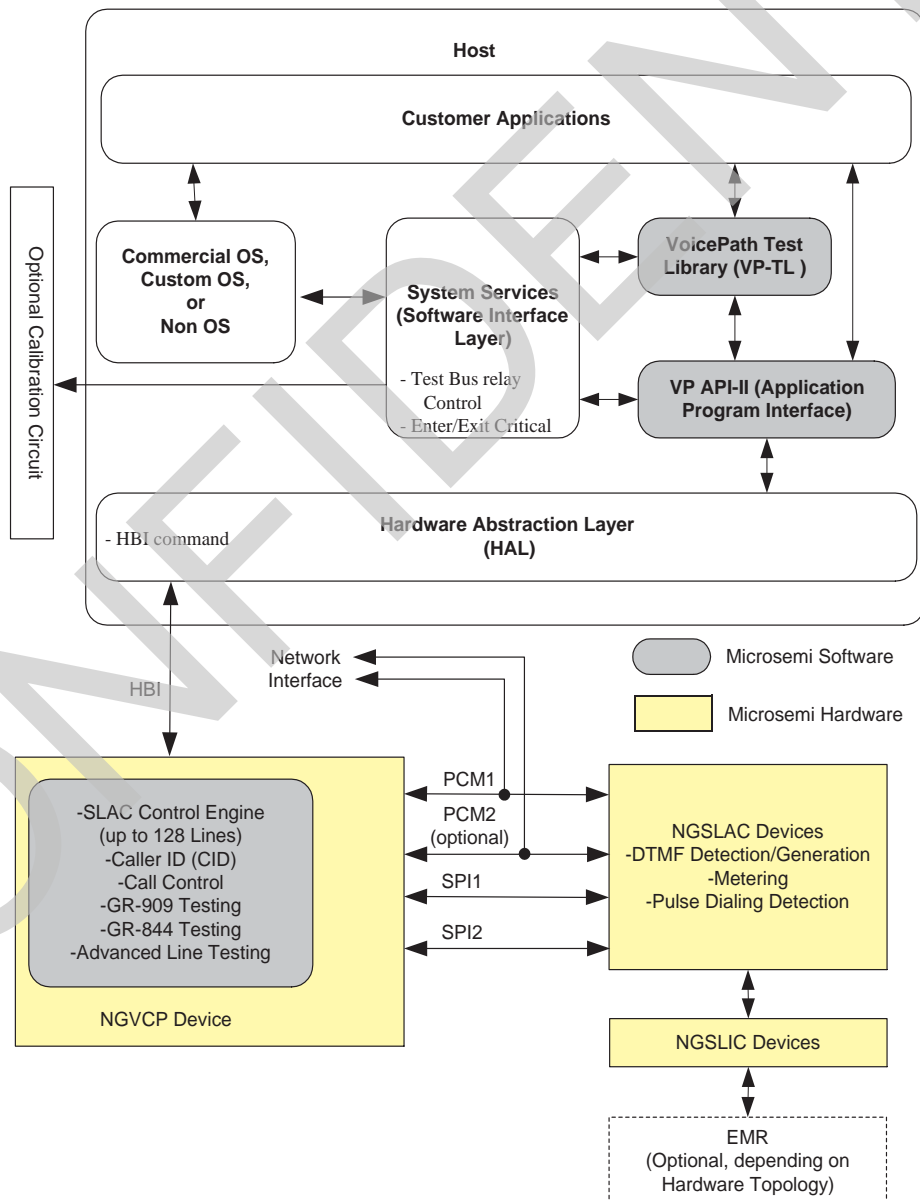 Host
Customer Applications
Optional Calibration Circuit
Commercial OS,
Custom OS,
or
Non OS
System Services
(Software Interface
Layer)
- Test Bus relay
Control
- Enter/Exit Critical
VoicePath Test
Library (VP-TL )
VP API-II (Application
Program Interface)
Hardware Abstraction Layer
(HAL)
- HBI command
HBI
Network
Interface
Microsemi Software
Microsemi Hardware
-SLAC Control Engine
(up to 128 Lines)
-Caller ID (CID)
-Call Control
-GR-909 Testing
-GR-844 Testing
-Advanced Line Testing
NGVCP Device
PCM1
PCM2
(optional)
SPI1
SPI2
NGSLAC Devices
-DTMF Detection/Generation
-Metering
-Pulse Dialing Detection
NGSLIC Devices
EMR
(Optional, depending on
Hardware Topology)
ONFIDENT